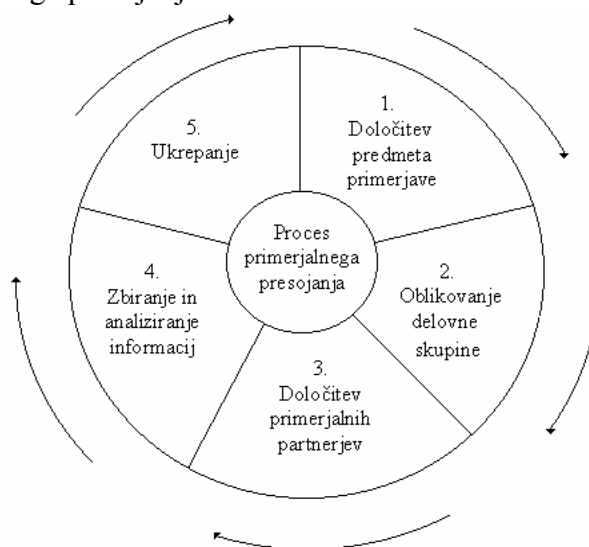 1.
Določitev
predmeta
primerjave
2.
Oblikovanje
delovne
skupine
3.
Določitev
primerjalnih
partnerjev
4.
Zbiranje in
analiziranje
informacij
5.
Ukrepanje
Proces
primerjalnega
presojanja